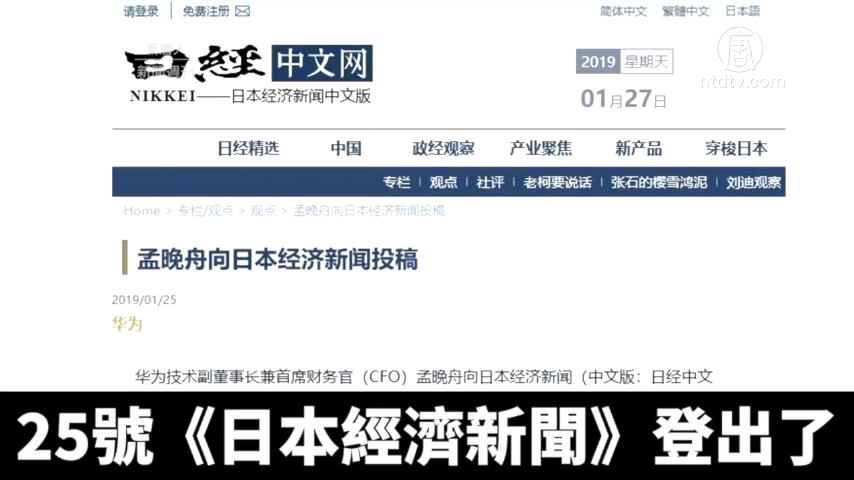 请登录 | 免费注册
简体中文 繁體中文 日本語
日経 中文网
NIKKEI——日本经济新闻中文版
2019 星期天
01月27日
ntdtv.com
日经精选 中国 政经观察 产业聚焦 新产品 穿梭日本
专栏 | 观点 | 社评 | 老柯要说话 | 张石的樱雪鸿泥 | 刘迪观察
Home > 专栏/观点 > 观点 > 孟晚舟向日本经济新闻投稿
孟晚舟向日本经济新闻投稿
2019/01/25
华为
华为技术副董事长兼首席财务官（CFO）孟晚舟向日本经济新闻（中文版：日经中文
25號《日本經濟新聞》登出了